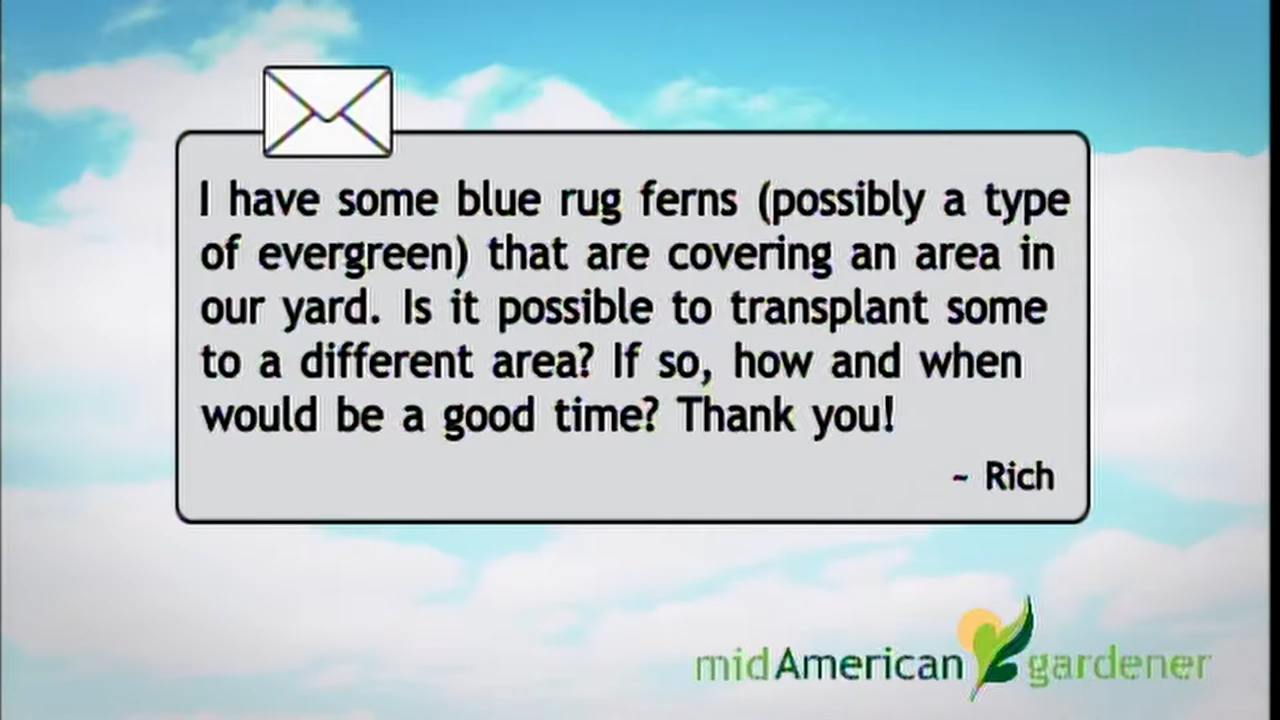 I have some blue rug ferns (possibly a type
of evergreen) that are covering an area in
our yard. Is it possible to transplant some
to a different area? If so, how and when
would be a good time? Thank you!
~ Rich
midAmerican gardener